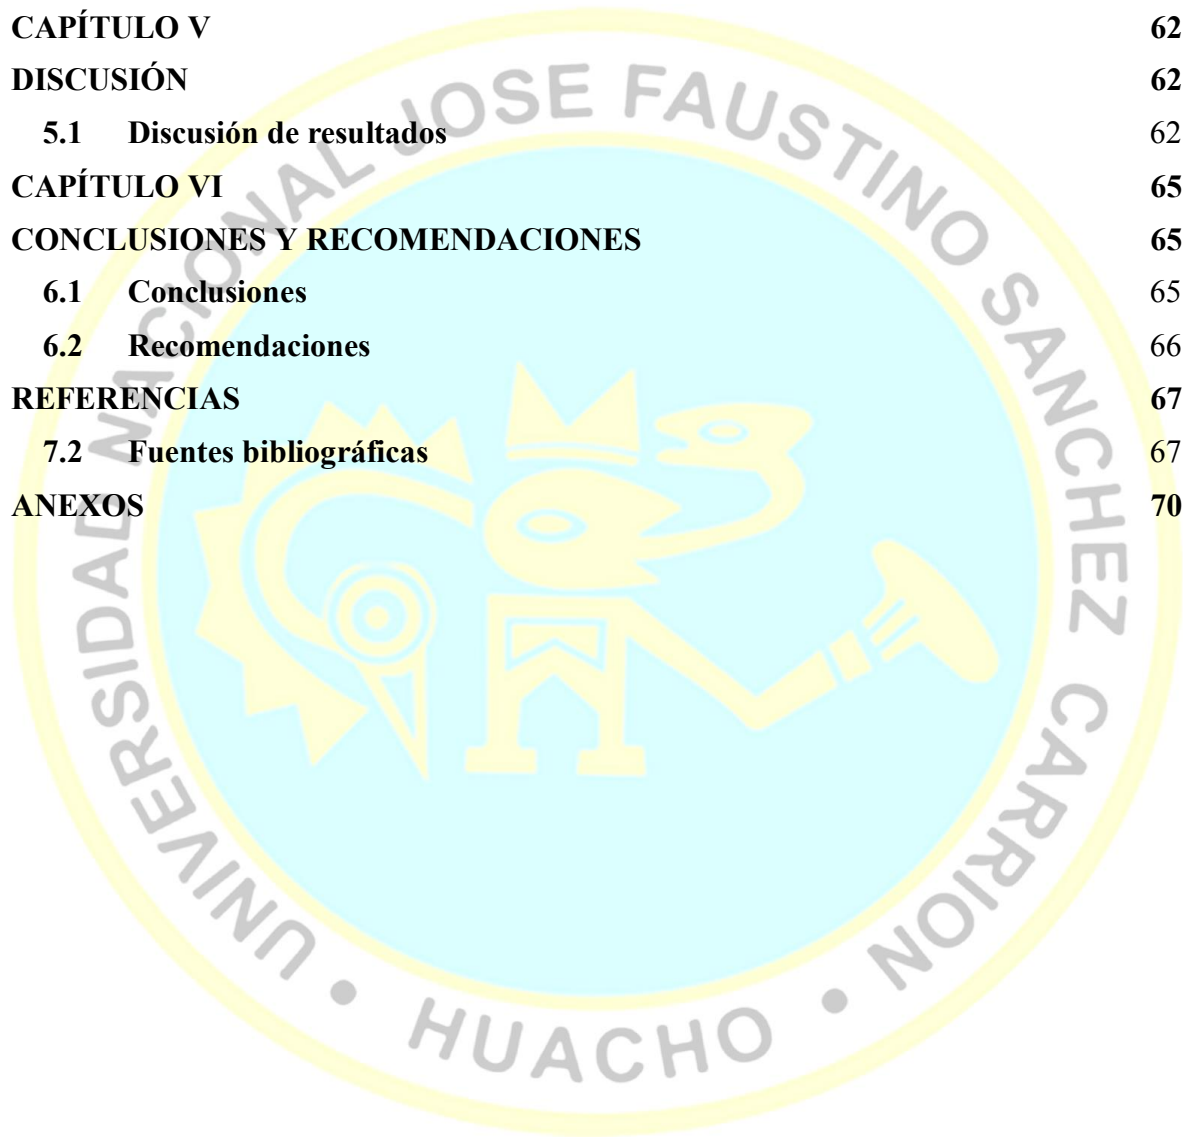 CAPÍTULO V 62
DISCUSIÓN 62
5.1 Discusión de resultados 62
CAPÍTULO VI 65
CONCLUSIONES Y RECOMENDACIONES 65
6.1 Conclusiones 65
6.2 Recomendaciones 66
REFERENCIAS 67
7.2 Fuentes bibliográficas 67
ANEXOS 70
UNIVERSIDAD NACIONAL JOSE FAUSTINO SANCHEZ CARRION • HUACHO •